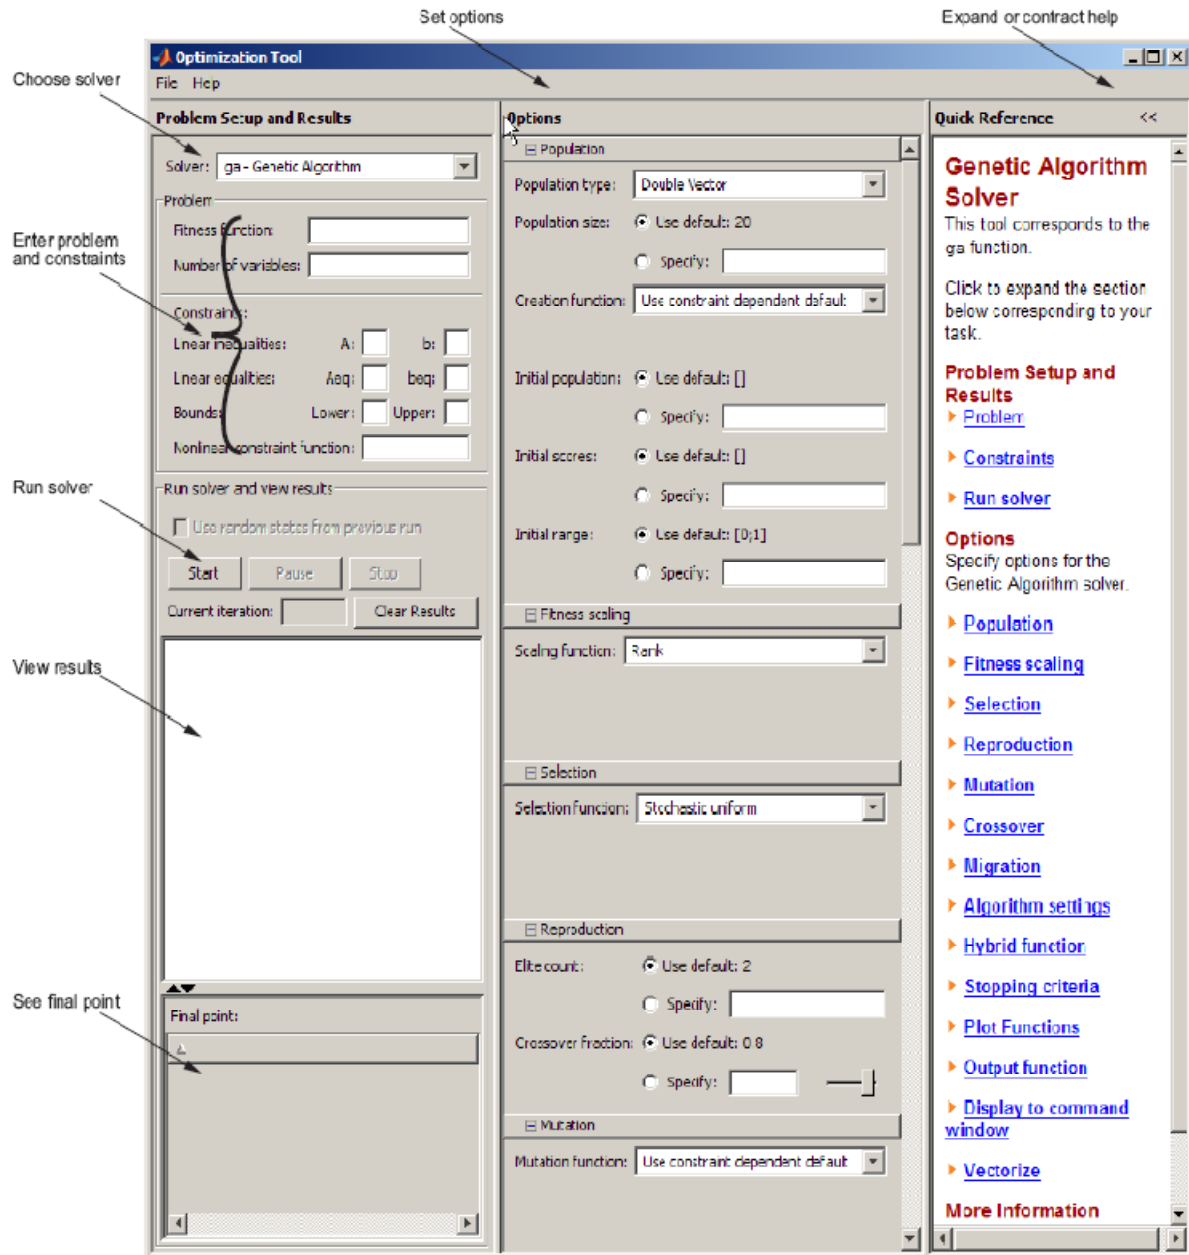 Set options
Expand or contract help
Choose solver
Enter problem
and constraints
Run solver
View results
See final point
Optimization Tool
File Help
Problem Setup and Results
Solver: ga - Genetic Algorithm
Problem
Fitness function:
Number of variables:
Constraints:
Linear inequalities: A: b:
Linear equalities: Aeq: beq:
Bounds: Lower: Upper:
Nonlinear constraint function:
Run solver and view results
Use random states from previous run
Start Pause Stop
Current iteration: Clear Results
Final point:
Options
Population
Population type: Double Vector
Population size: Use default: 20
Specify:
Creation function: Use constraint dependent default
Initial population: Use default: []
Specify:
Initial scores: Use default: []
Specify:
Initial range: Use default: [0;1]
Specify:
Fitness scaling
Scaling function: Rank
Selection
Selection function: Stochastic uniform
Reproduction
Elite count: Use default: 2
Specify:
Crossover fraction: Use default: 0.8
Specify:
Mutation
Mutation function: Use constraint dependent default
Quick Reference <<
Genetic Algorithm
Solver
This tool corresponds to the
ga function.
Click to expand the section
below corresponding to your
task.
Problem Setup and
Results
Problem
Constraints
Run solver
Options
Specify options for the
Genetic Algorithm solver.
Population
Fitness scaling
Selection
Reproduction
Mutation
Crossover
Migration
Algorithm settings
Hybrid function
Stopping criteria
Plot Functions
Output function
Display to command
window
Vectorize
More Information